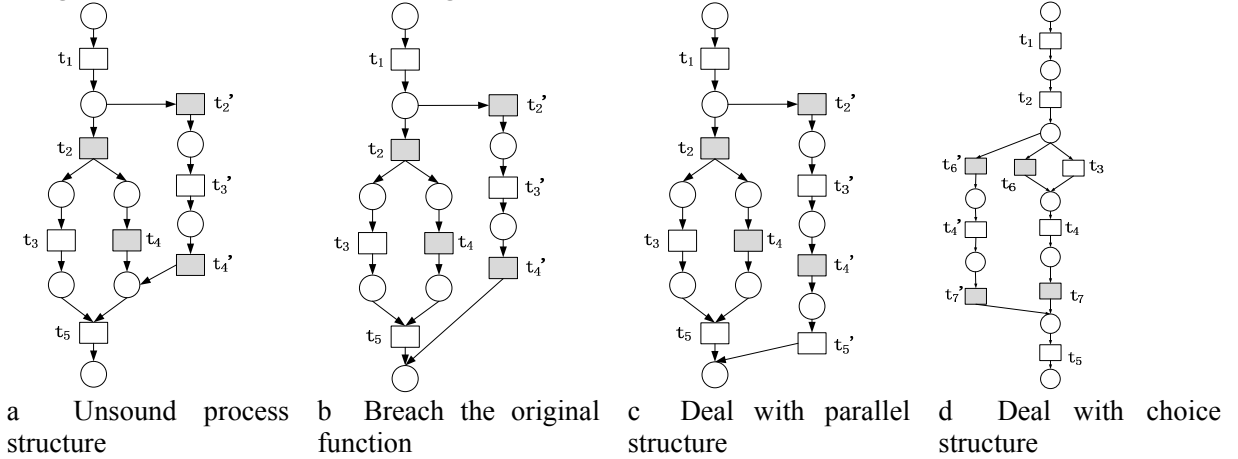 t1
t2'
t2
t3'
t3
t4
t4'
t5
t1
t2'
t2
t3'
t3
t4
t4'
t5
t1
t2'
t2
t3'
t3
t4
t4'
t5
t5'
t1
t2
t6'
t6
t3
t4'
t4
t7'
t7
t5
a Unsound process
structure
b Breach the original
function
c Deal with parallel
structure
d Deal with choice
structure